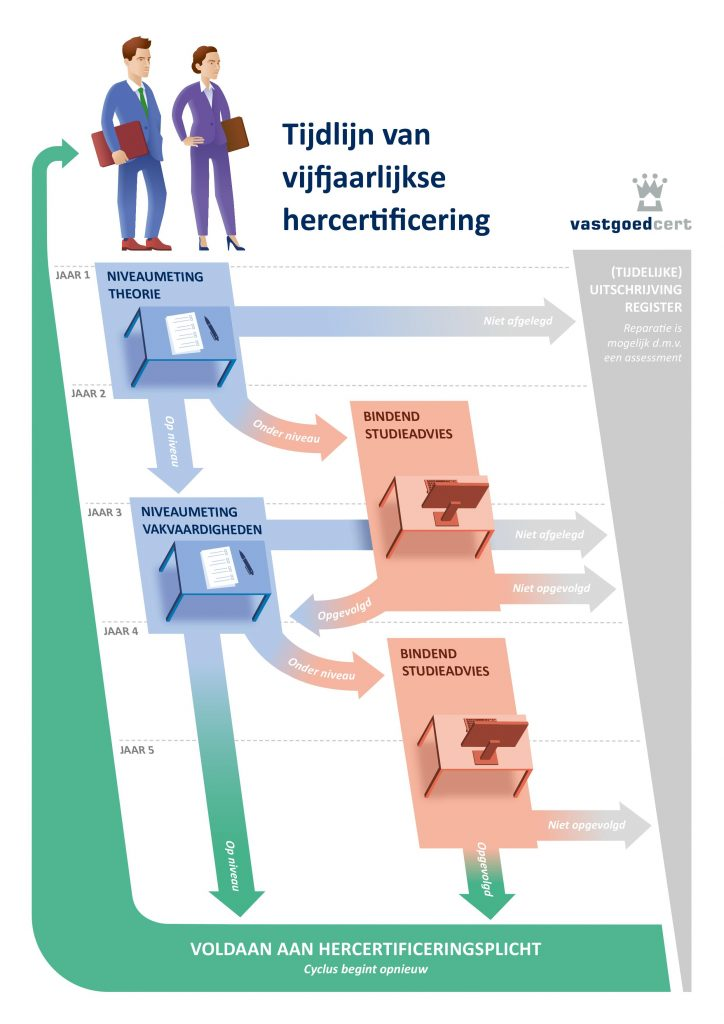 Tijdlijn van
vijfjaarlijkse
hercertificering
vastgoedcert
JAAR 1
NIVEAUMETING
THEORIE
Niet afgelegd
(TIJDELIJKE)
UITSCHRIJVING
REGISTER
Reparatie is
mogelijk d.m.v.
een assessment
JAAR 2
Op niveau
Onder niveau
BINDEND
STUDIEADVIES
JAAR 3
NIVEAUMETING
VAKVAARDIGHEDEN
Niet afgelegd
Niet opgevolgd
Opgevolgd
JAAR 4
Onder niveau
BINDEND
STUDIEADVIES
JAAR 5
Niet opgevolgd
Op niveau
Opgevolgd
VOLDAAN AAN HERCERTIFICERINGSPLICHT
Cyclus begint opnieuw